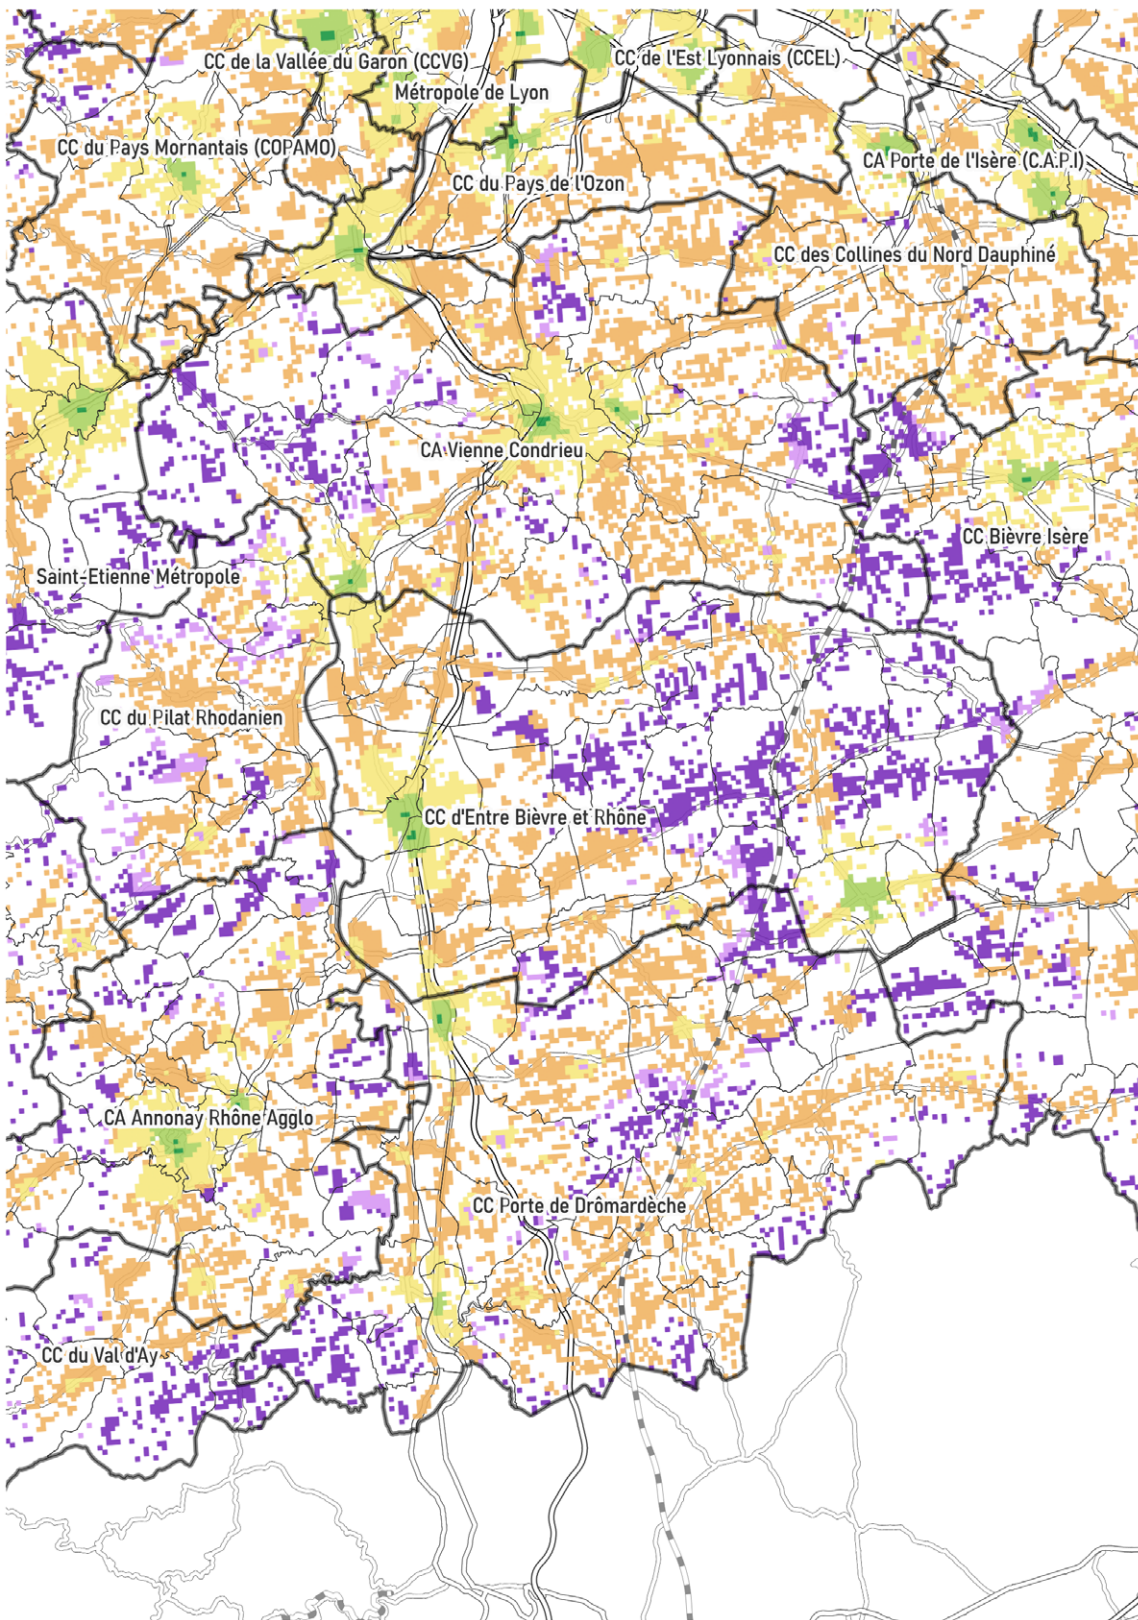 CC de la Vallée du Garon (CCVG)
CC de l'Est Lyonnais (CCEL)
Métropole de Lyon
CC du Pays Mornantais (COPAMO)
CA Porte de l'Isère (C.A.P.I)
CC du Pays de l'Ozon
CC des Collines du Nord Dauphiné
CA Vienne Condrieu
CC Bièvre Isère
Saint-Etienne Métropole
CC du Pilat Rhodanien
CC d'Entre Bièvre et Rhône
CA Annonay Rhône Agglo
CC Porte de Drômardèche
CC du Val d'Ay